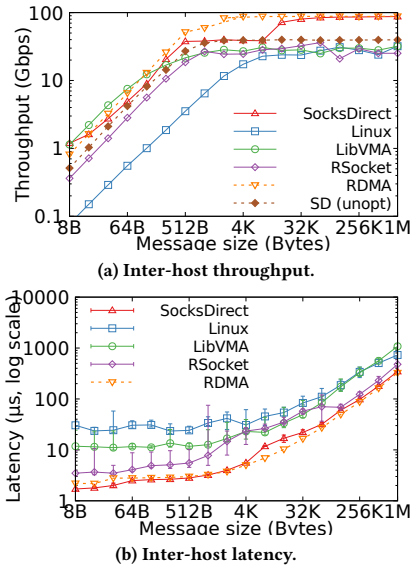 Throughput (Gbps)
100
10
1
0.1
SocksDirect
Linux
LibVMA
RSocket
RDMA
SD (unopt)
8B 64B 512B 4K 32K 256K1M
Message size (Bytes)
(a) Inter-host throughput.
Latency (μs, log scale)
10000
1000
100
10
1
SocksDirect
Linux
LibVMA
RSocket
RDMA
8B 64B 512B 4K 32K 256K1M
Message size (Bytes)
(b) Inter-host latency.